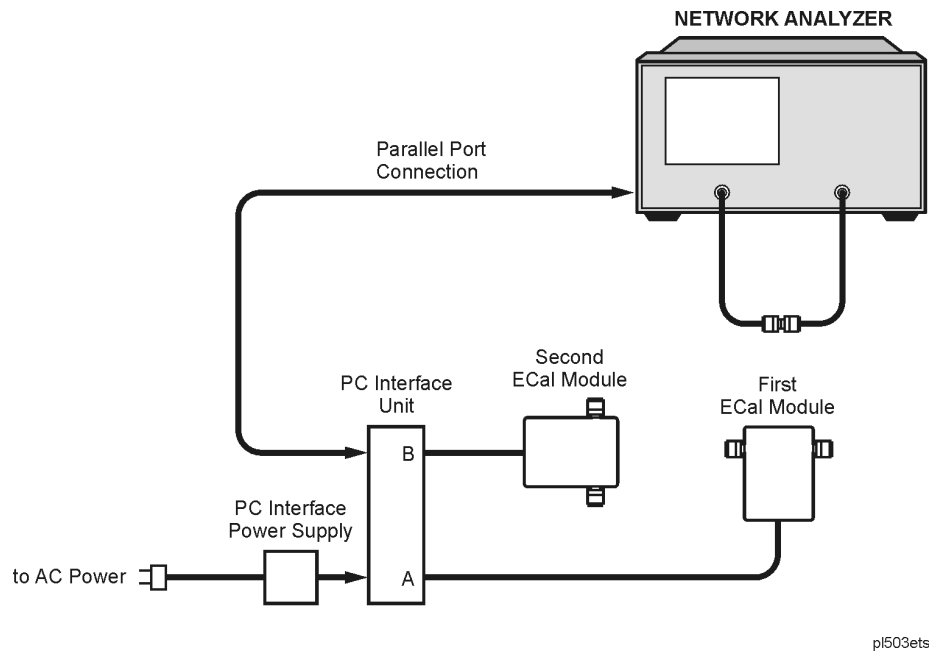 NETWORK ANALYZER
Parallel Port
Connection
Second
ECal Module
PC Interface
Unit
First
ECal Module
B
PC Interface
Power Supply
to AC Power
A
pl503ets